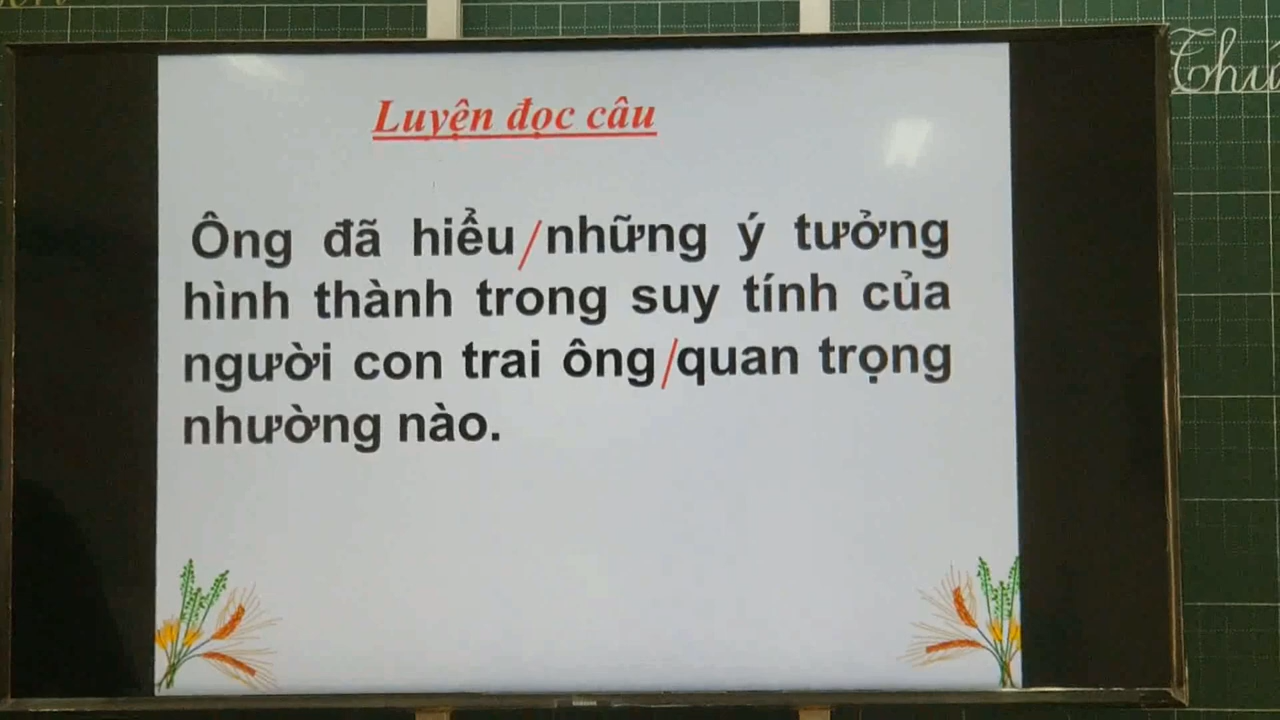 Luyện đọc câu
Ông đã hiểu/những ý tưởng
hình thành trong suy tính của
người con trai ông/quan trọng
nhường nào.